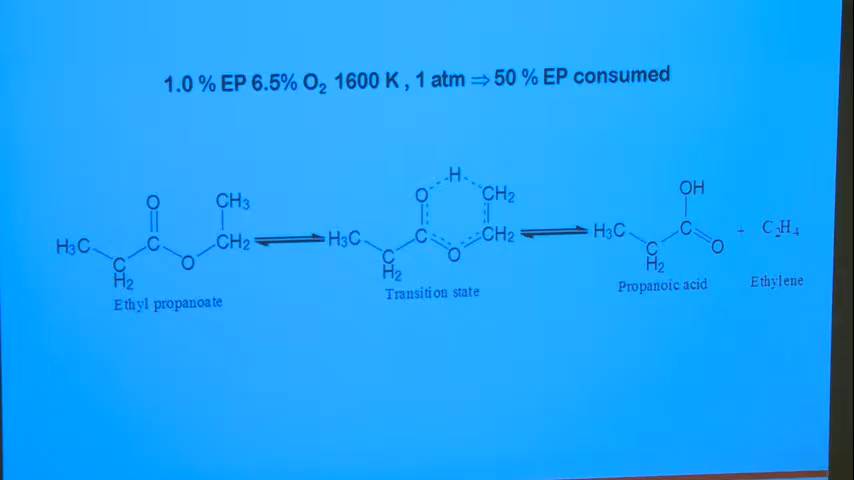 1.0 % EP 6.5% O₂ 1600 K , 1 atm ⇒ 50 % EP consumed
O CH₃ H₃C C CH₂ O C H₂
Ethyl propanoate
H O CH₂ H₃C C CH₂ O C H₂
Transition state
OH H₃C C O C H₂
Propanoic acid
+ C₂H₄
Ethylene